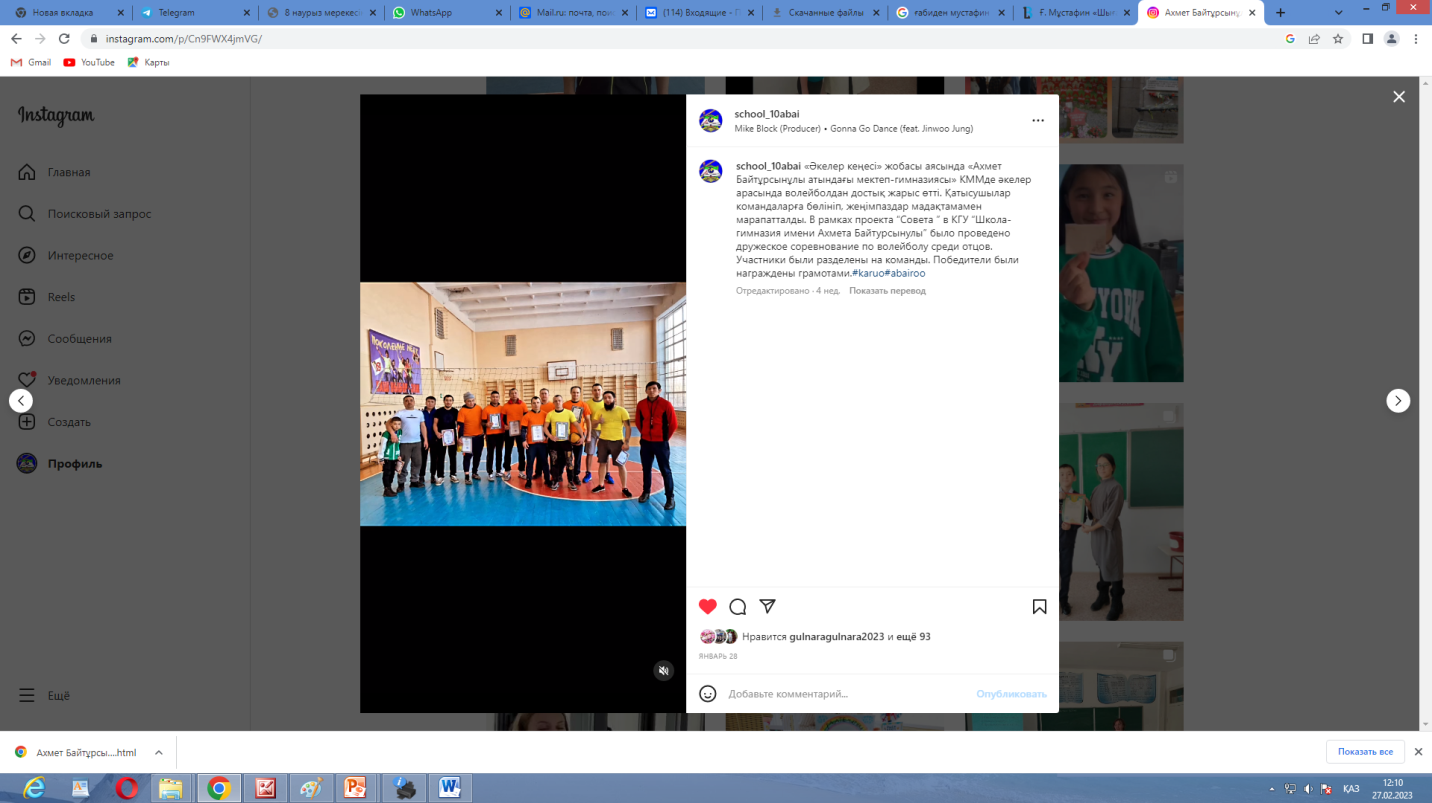 Новая вкладка
Telegram
8 наурыз мерекесі
WhatsApp
Mail.ru: почта, пои
(114) Входящие - П
Скачанные файлы
ғабиден мустафин
Ғ. Мұстафин «Шығ
Ахмет Байтұрсыну
instagram.com/p/Cn9FWX4jmVG/
Gmail
YouTube
Карты
Instagram
Главная
Поисковый запрос
Интересное
Reels
Сообщения
Уведомления
Создать
Профиль
Ещё
ПОКОЛЕНИЕ NEXT
YORK
school_10abai
Mike Block (Producer) • Gonna Go Dance (feat. Jinwoo Jung)
school_10abai «Әкелер кеңесі» жобасы аясында «Ахмет
Байтұрсынұлы атындағы мектеп-гимназиясы» КММде әкелер
арасында волейболдан достық жарыс өтті. Қатысушылар
командаларға бөлініп, жеңімпаздар мадақтамамен
марапатталды. В рамках проекта "Совета " в КГУ "Школа-
гимназия имени Ахмета Байтурсынулы" было проведено
дружеское соревнование по волейболу среди отцов.
Участники были разделены на команды. Победители были
награждены грамотами.#karuo#abairoo
Отредактировано · 4 нед. Показать перевод
Нравится gulnaragulnara2023 и ещё 93
ЯНВАРЬ 28
Добавьте комментарий...
Опубликовать
Ахмет Байтұрсы....html
Показать все
ҚАЗ
12:10
27.02.2023